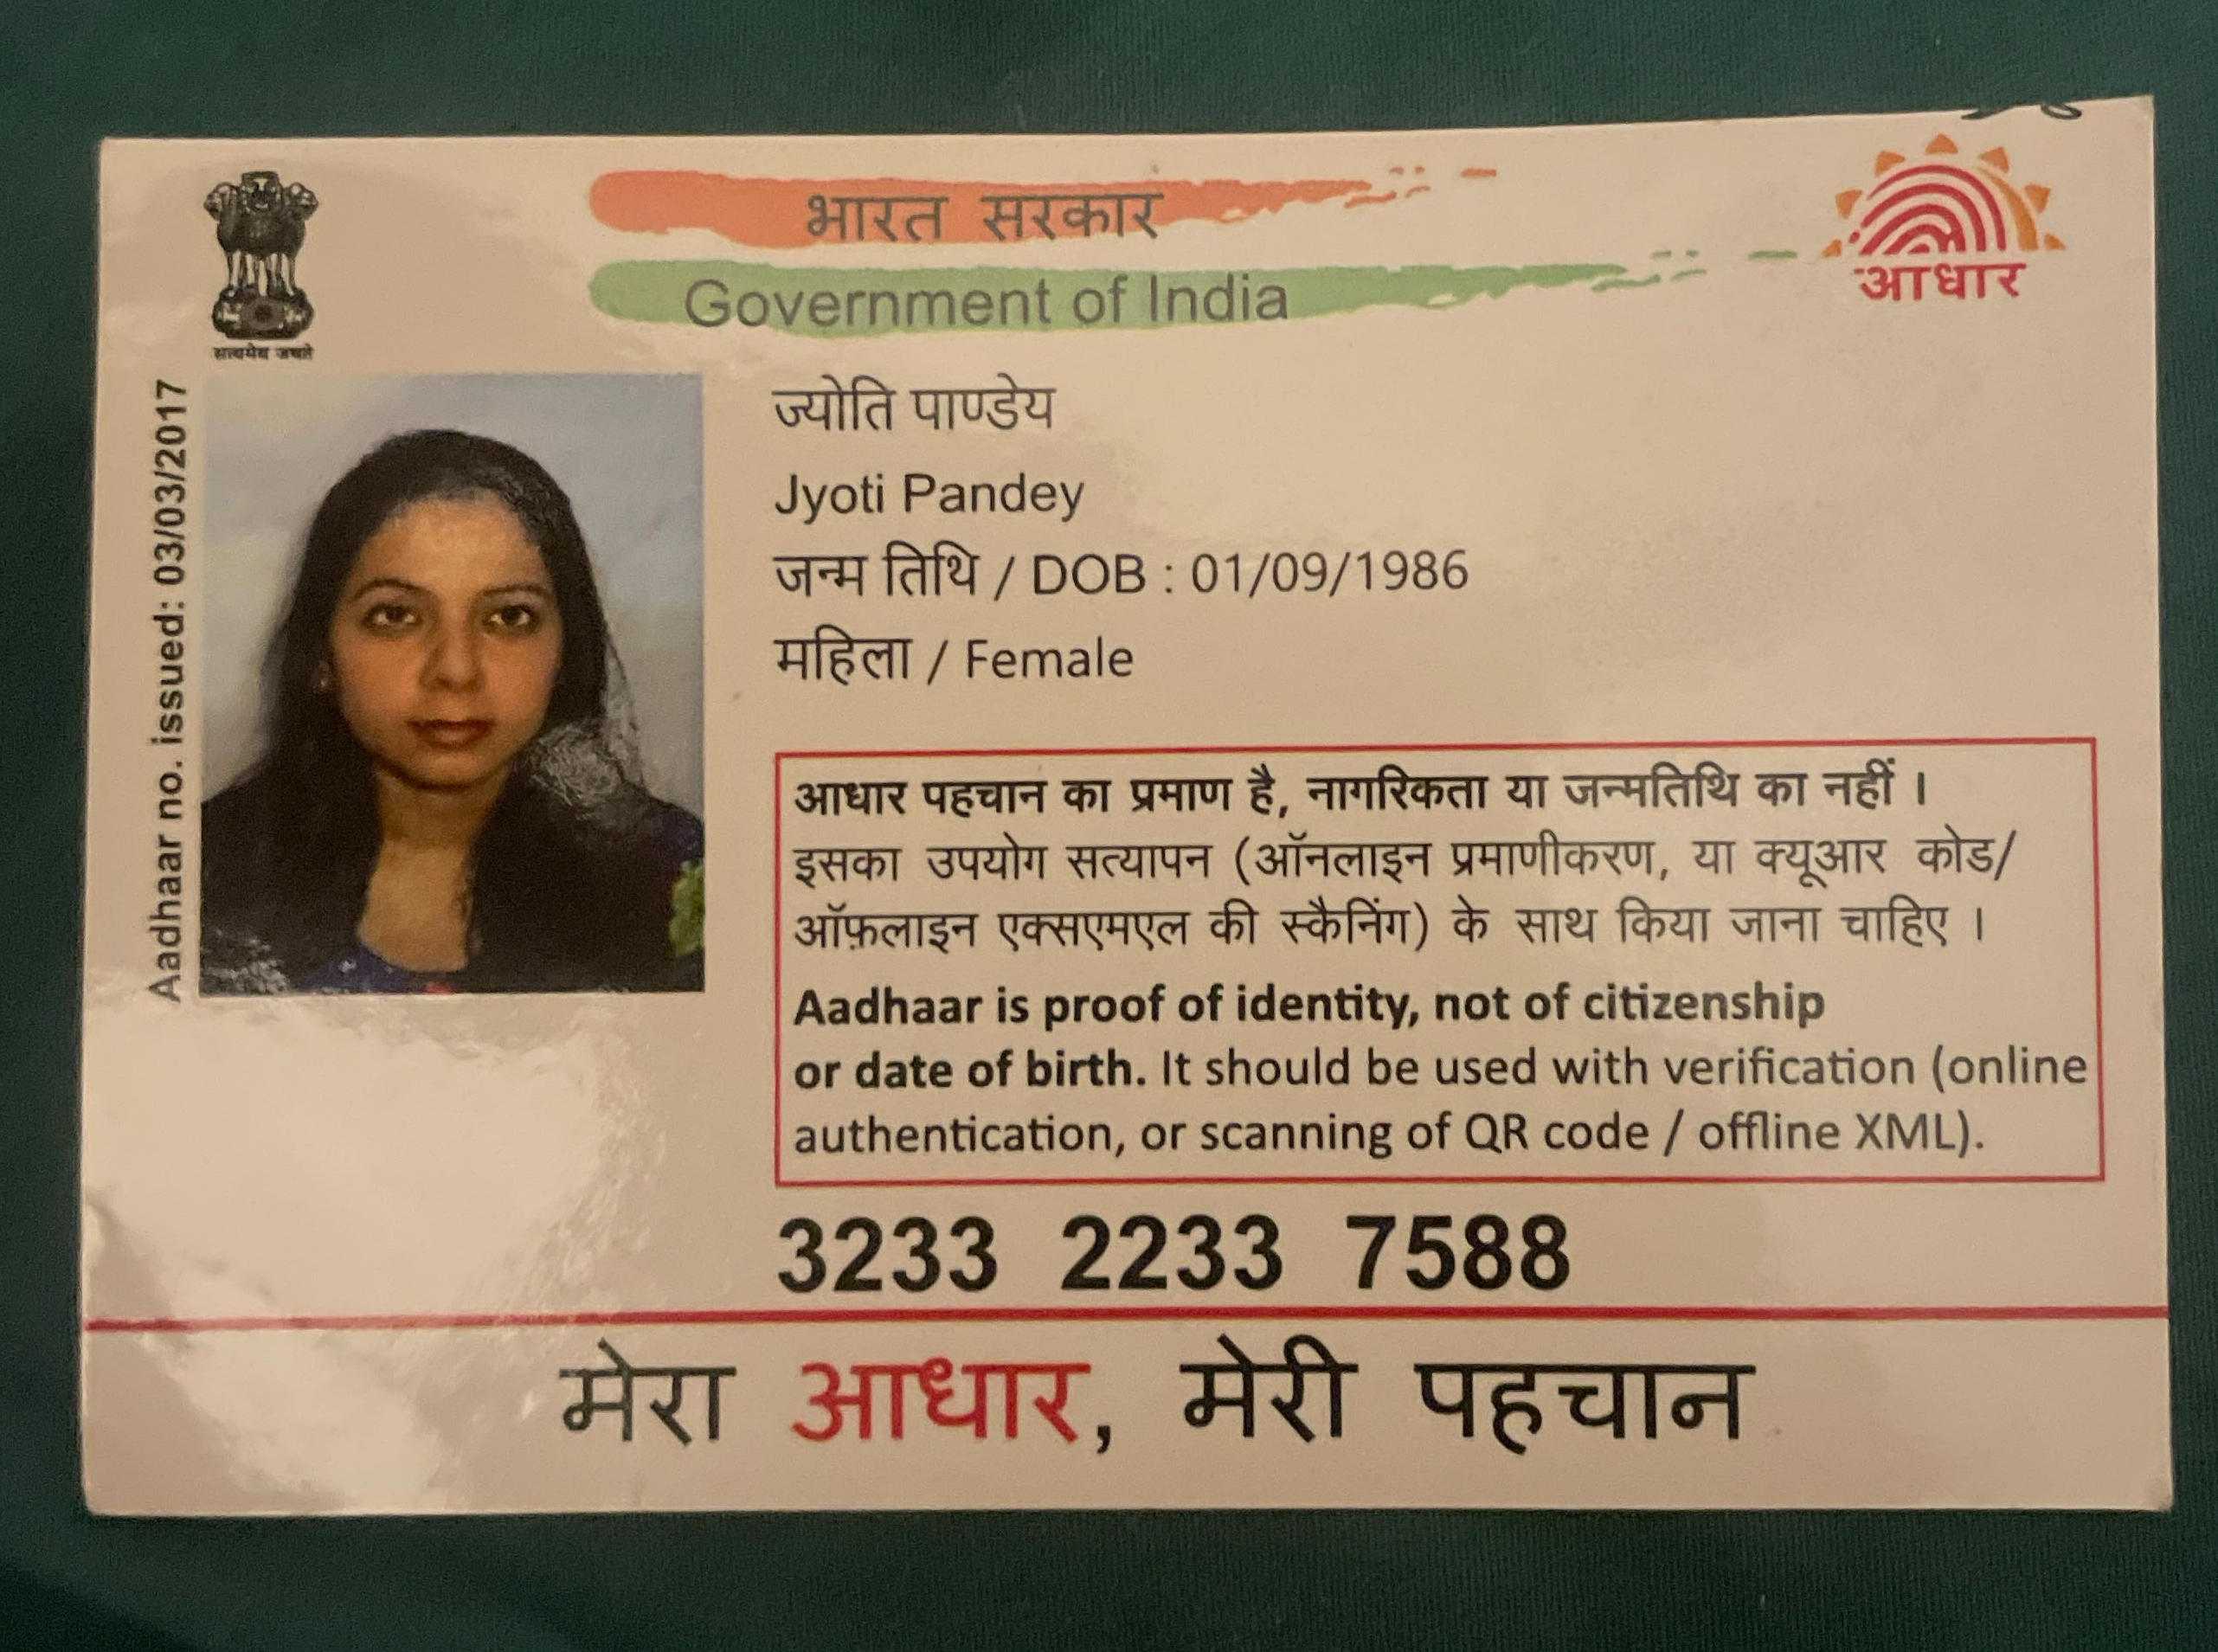 भारत सरकार
Government of India
सत्यमेव जयते
आधार
Aadhaar no. issued: 03/03/2017
ज्योति पाण्डेय
Jyoti Pandey
जन्म तिथि / DOB : 01/09/1986
महिला / Female
आधार पहचान का प्रमाण है, नागरिकता या जन्मतिथि का नहीं ।
इसका उपयोग सत्यापन (ऑनलाइन प्रमाणीकरण, या क्यूआर कोड/
ऑफ़लाइन एक्सएमएल की स्कैनिंग) के साथ किया जाना चाहिए ।
Aadhaar is proof of identity, not of citizenship
or date of birth. It should be used with verification (online
authentication, or scanning of QR code / offline XML).
3233 2233 7588
मेरा आधार, मेरी पहचान